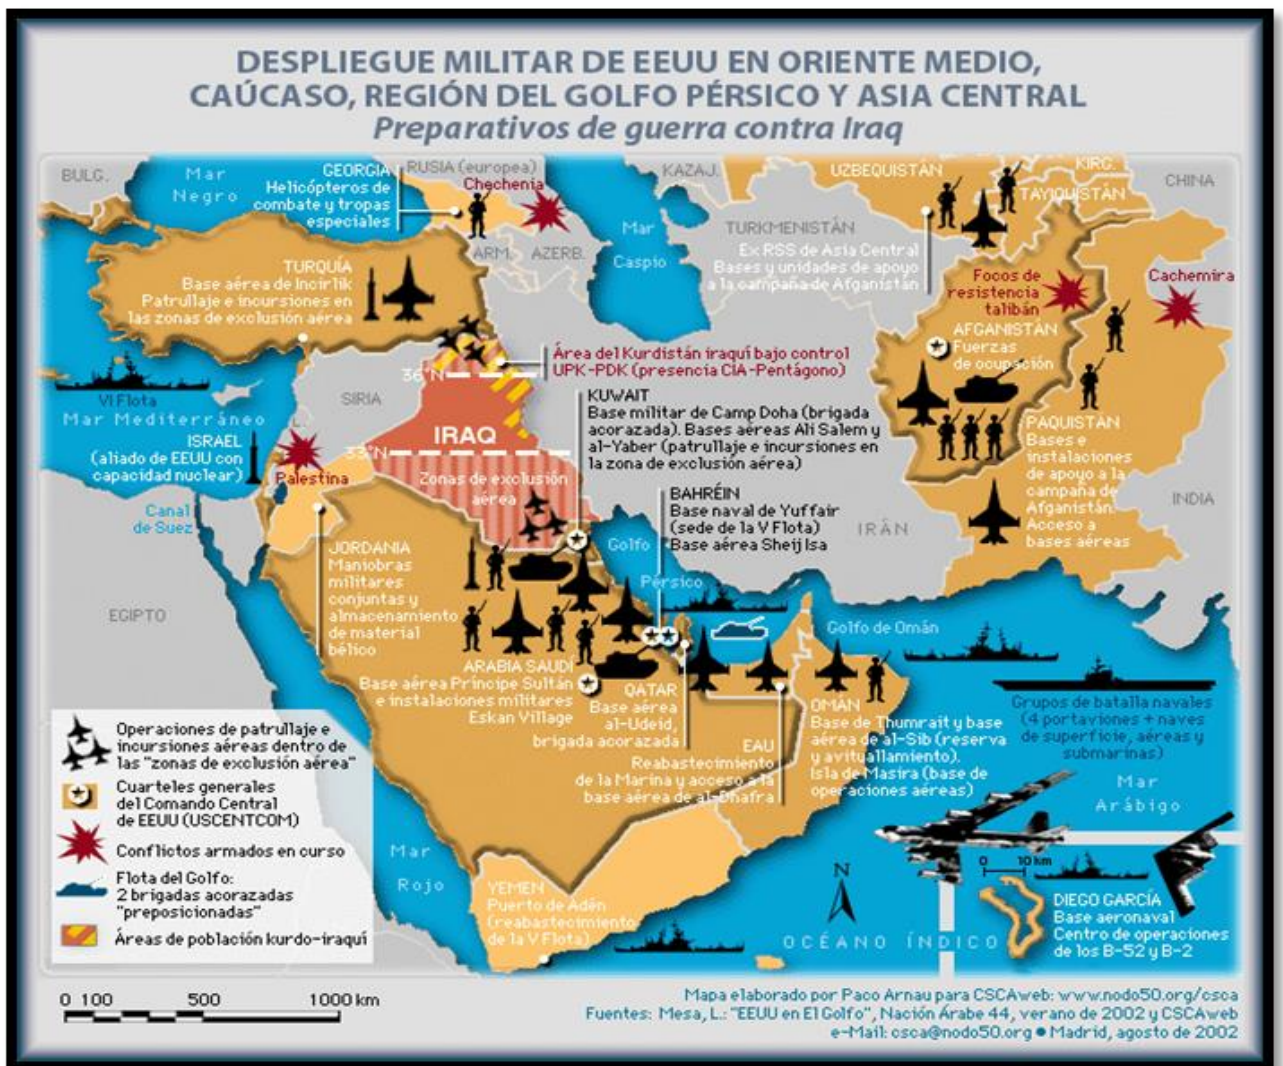 DESPLIEGUE MILITAR DE EEUU EN ORIENTE MEDIO,
CAÚCASO, REGIÓN DEL GOLFO PÉRSICO Y ASIA CENTRAL
Preparativos de guerra contra Iraq
BULG.
Mar
Negro
GEORGIA
Helicópteros de
combate y tropas
especiales
RUSIA (europea)
Chechenia
KAZAJ.
UZBEQUISTÁN
KIRG.
TAYIQUISTÁN
CHINA
TURKMENISTÁN
Ex RSS de Asia Central
Bases y unidades de apoyo
a la campaña de Afganistán
Mar
Caspio
ARM.
AZERB.
TURQUÍA
Base aérea de Incirlik
Patrullaje e incursiones en
las zonas de exclusión aérea
Focos de
resistencia
talibán
Cachemira
AFGANISTÁN
Fuerzas
de ocupación
Área del Kurdistán iraquí bajo control
UPK-PDK (presencia CIA-Pentágono)
36°N
VI Flota
Mar Mediterráneo
SIRIA
L.
ISRAEL
(aliado de EEUU con
capacidad nuclear)
Palestina
IRAQ
33°N
Zonas de exclusión
aérea
KUWAIT
Base militar de Camp Doha (brigada
acorazada). Bases aéreas Ali Salem y
al-Yaber (patrullaje e incursiones en
la zona de exclusión aérea)
BAHRÉIN
Base naval de Yuffair
(sede de la V Flota)
Base aérea Sheij Isa
PAQUISTÁN
Bases e
instalaciones
de apoyo a la
campaña de
Afganistán.
Acceso a
bases aéreas
INDIA
IRÁN
Canal
de Suez
EGIPTO
JORDANIA
Maniobras
militares
conjuntas y
almacenamiento
de material
bélico
Golfo
Pérsico
Golfo de Omán
ARABIA SAUDÍ
Base aérea Príncipe Sultán
e instalaciones militares
Eskan Village
QATAR
Base aérea
al-Udeid,
brigada acorazada
EAU
Reabastecimiento
de la Marina y acceso a la
base aérea de al-Dhafra
OMÁN
Base de Thumrait y base
aérea de al-Sib (reserva
y avituallamiento).
Isla de Masira (base de
operaciones aéreas)
Grupos de batalla navales
(4 portaviones + naves
de superficie, aéreas y
submarinas)
Mar
Arábigo
Operaciones de patrullaje e
incursiones aéreas dentro de
las "zonas de exclusión aérea"
Cuarteles generales
del Comando Central
de EEUU (USCENTCOM)
Conflictos armados en curso
Flota del Golfo:
2 brigadas acorazadas
"preposicionadas"
Áreas de población kurdo-iraquí
Mar
Rojo
YEMEN
Puerto de Adén
(reabastecimiento
de la V Flota)
N
0 10 km
DIEGO GARCÍA
Base aeronaval
Centro de operaciones
de los B-52 y B-2
OCÉANO ÍNDICO
0 100 500 1000 km
Mapa elaborado por Paco Arnau para CSCAweb: www.nodo50.org/csca
Fuentes: Mesa, L.: "EEUU en El Golfo", Nación Árabe 44, verano de 2002 y CSCAweb
e-Mail: csca@nodo50.org ● Madrid, agosto de 2002